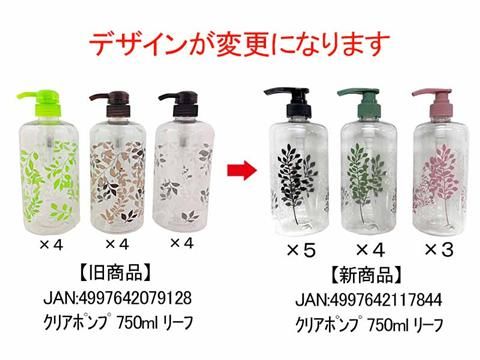 デザインが変更になります
×4 ×4 ×4
×5 ×4 ×3
【旧商品】
JAN:4997642079128
ｸﾘｱﾎﾟﾝﾌﾟ 750ml ﾘｰﾌ
【新商品】
JAN:4997642117844
ｸﾘｱﾎﾟﾝﾌﾟ 750ml ﾘｰﾌ